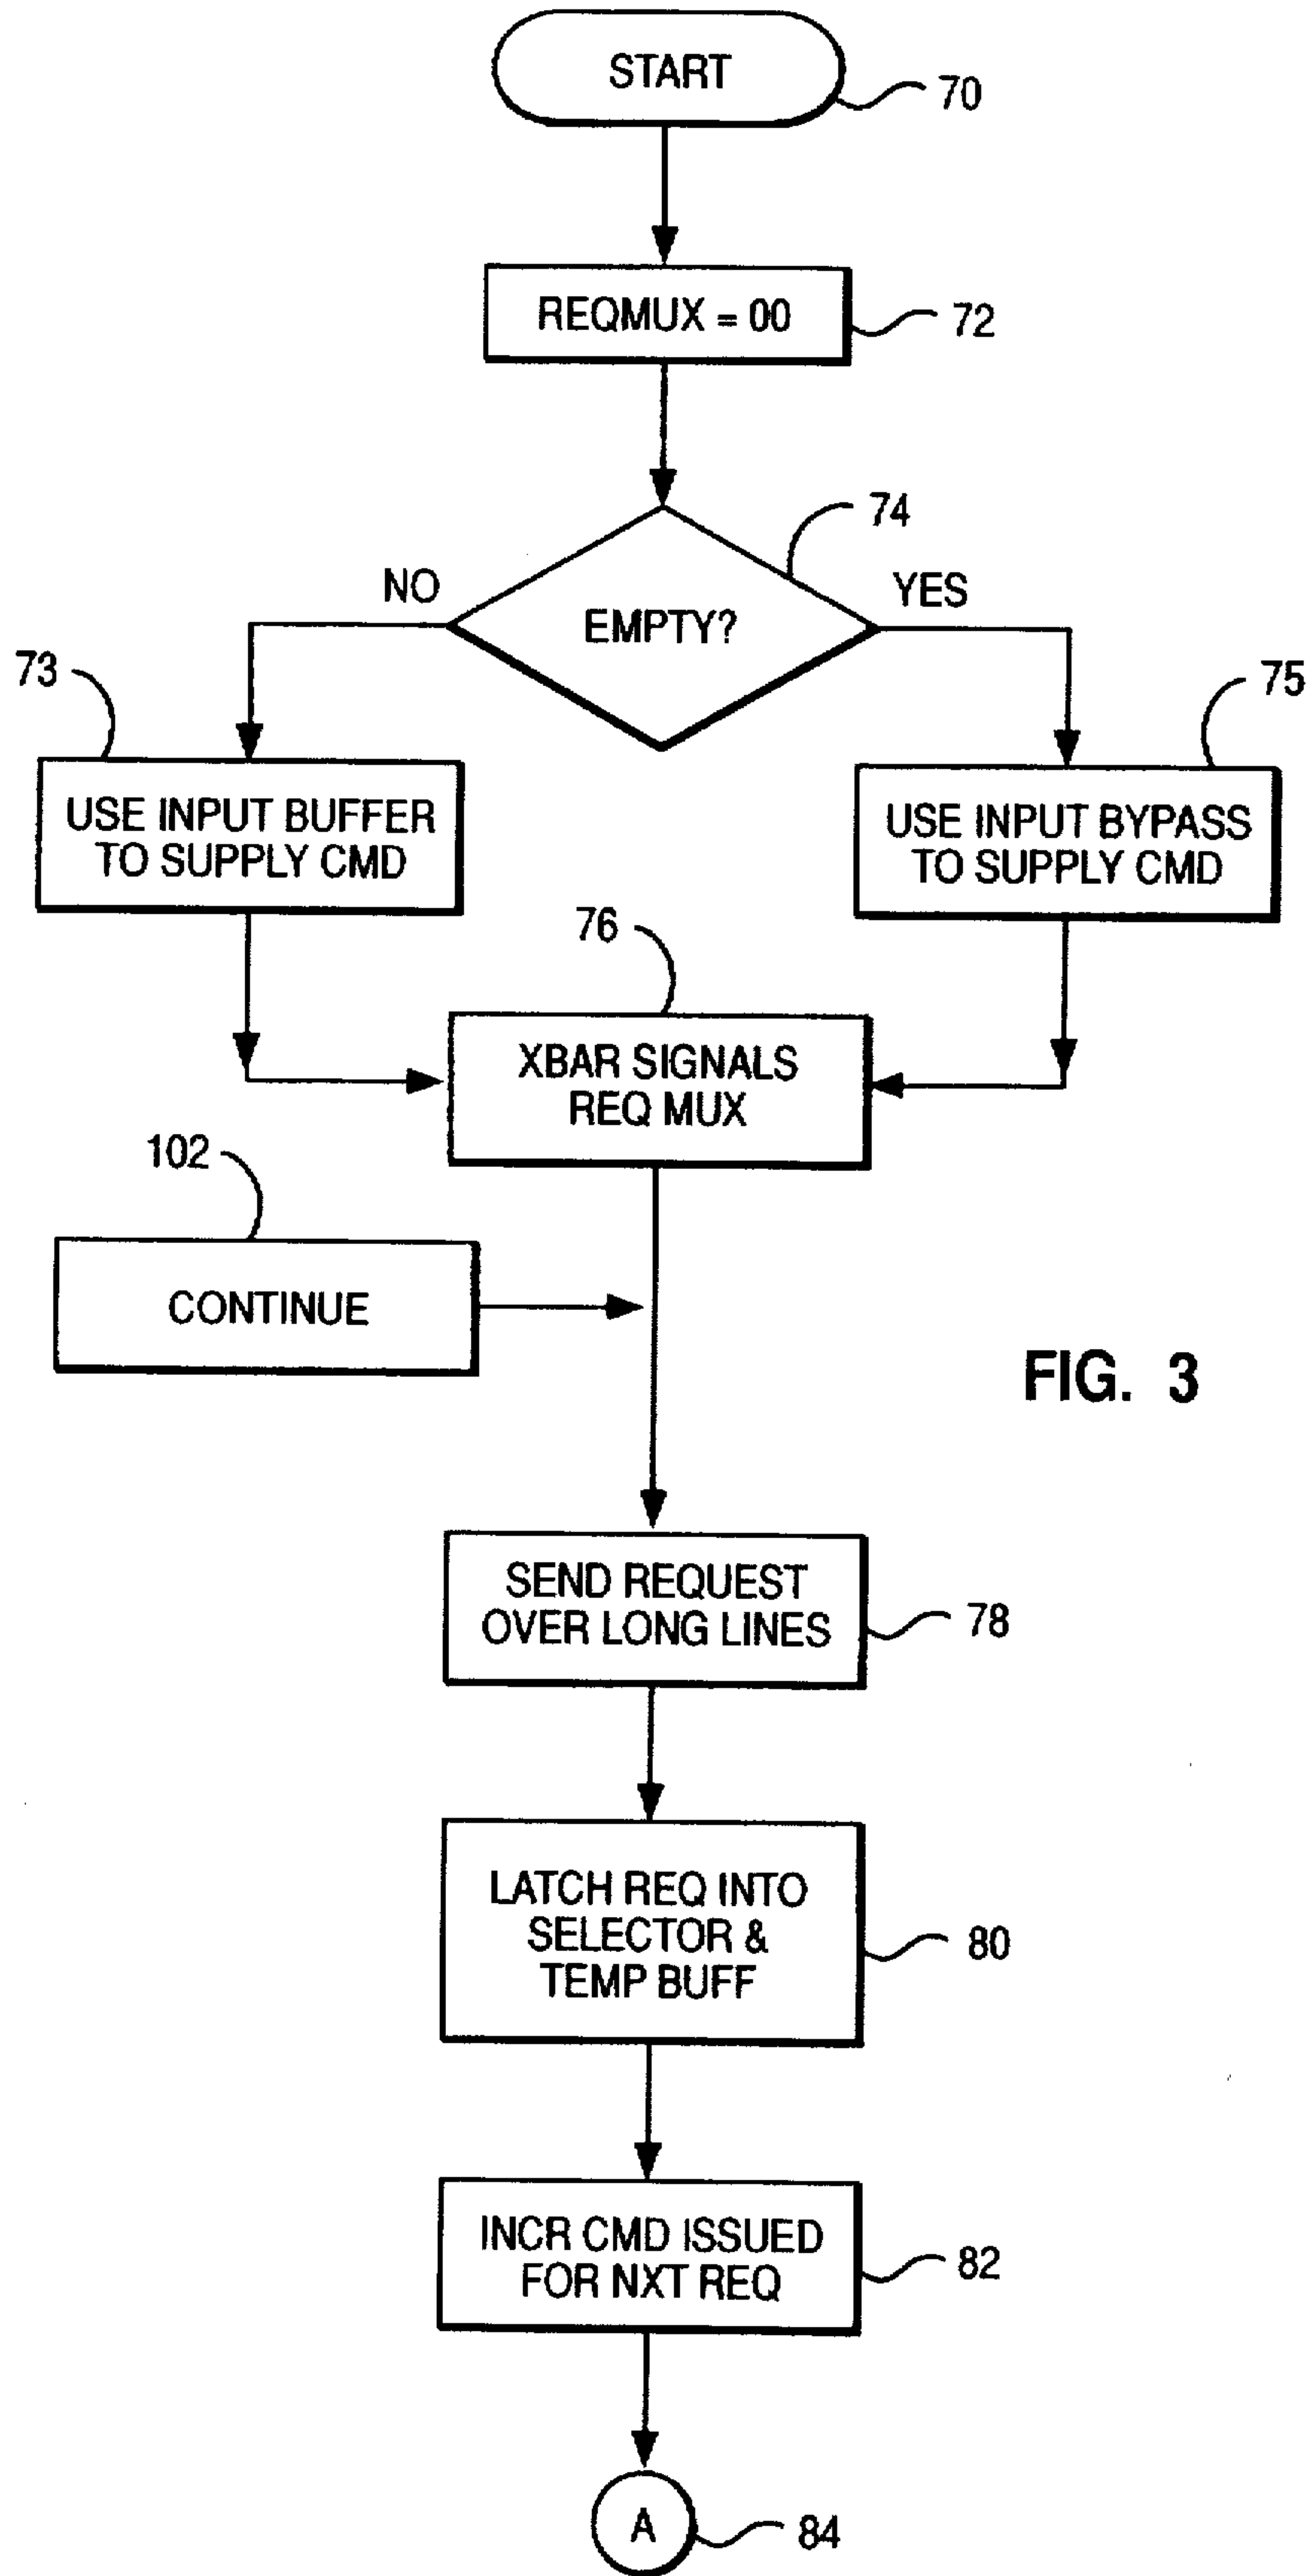 START
70
REQMUX = 00
72
74
NO
YES
EMPTY?
73
75
USE INPUT BUFFER
TO SUPPLY CMD
USE INPUT BYPASS
TO SUPPLY CMD
76
XBAR SIGNALS
REQ MUX
102
CONTINUE
FIG. 3
SEND REQUEST
OVER LONG LINES
78
LATCH REQ INTO
SELECTOR &
TEMP BUFF
80
INCR CMD ISSUED
FOR NXT REQ
82
A
84